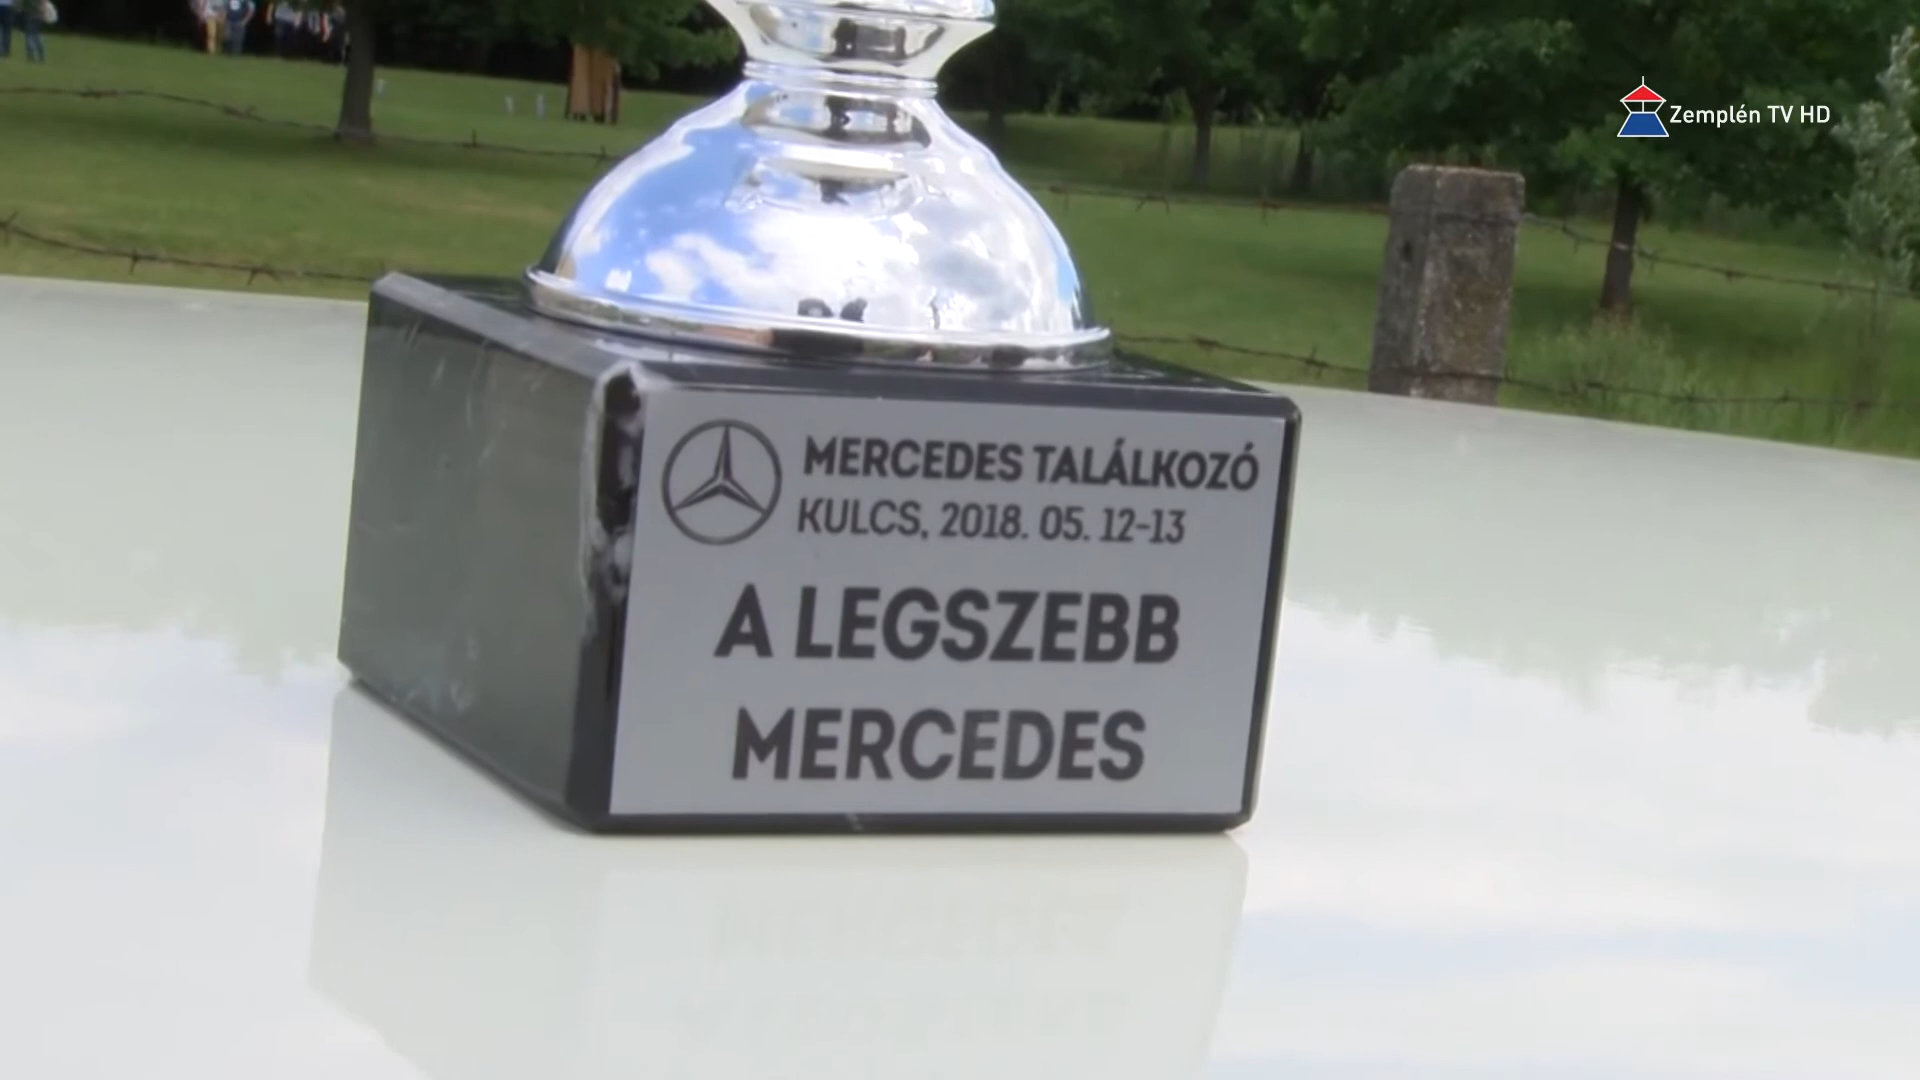 Zemplén TV HD
MERCEDES TALÁLKOZÓ
KULCS, 2018. 05. 12-13
A LEGSZEBB
MERCEDES